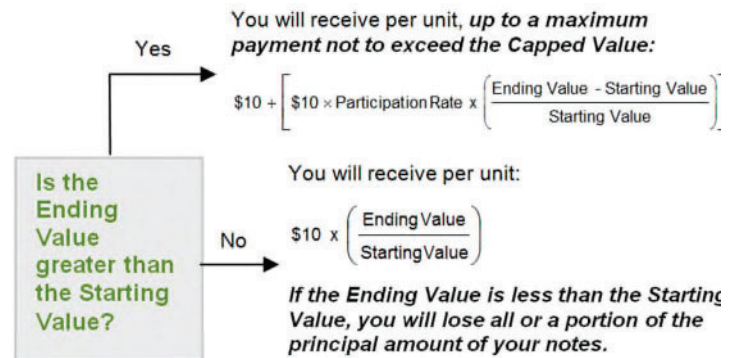 You will receive per unit, up to a maximum
payment not to exceed the Capped Value:
Yes
$10 + [ $10 × Participation Rate x ( Ending Value - Starting Value
Starting Value ) ]
Is the
Ending
Value
greater than
the Starting
Value?
No
You will receive per unit:
$10 x ( Ending Value
StartingValue )
If the Ending Value is less than the Starting
Value, you will lose all or a portion of the
principal amount of your notes.